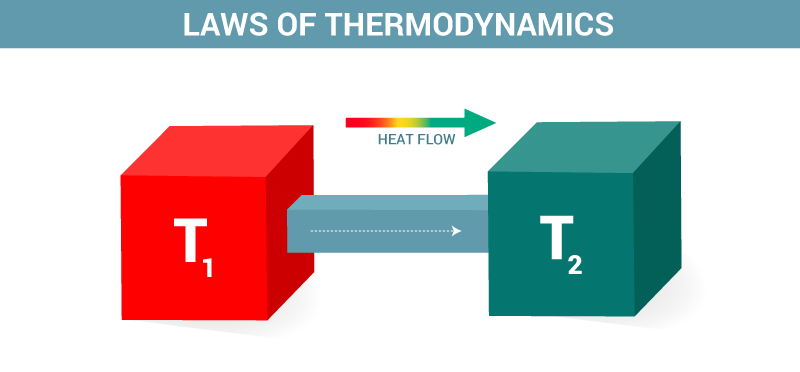 LAWS OF THERMODYNAMICS
HEAT FLOW
T1
T2